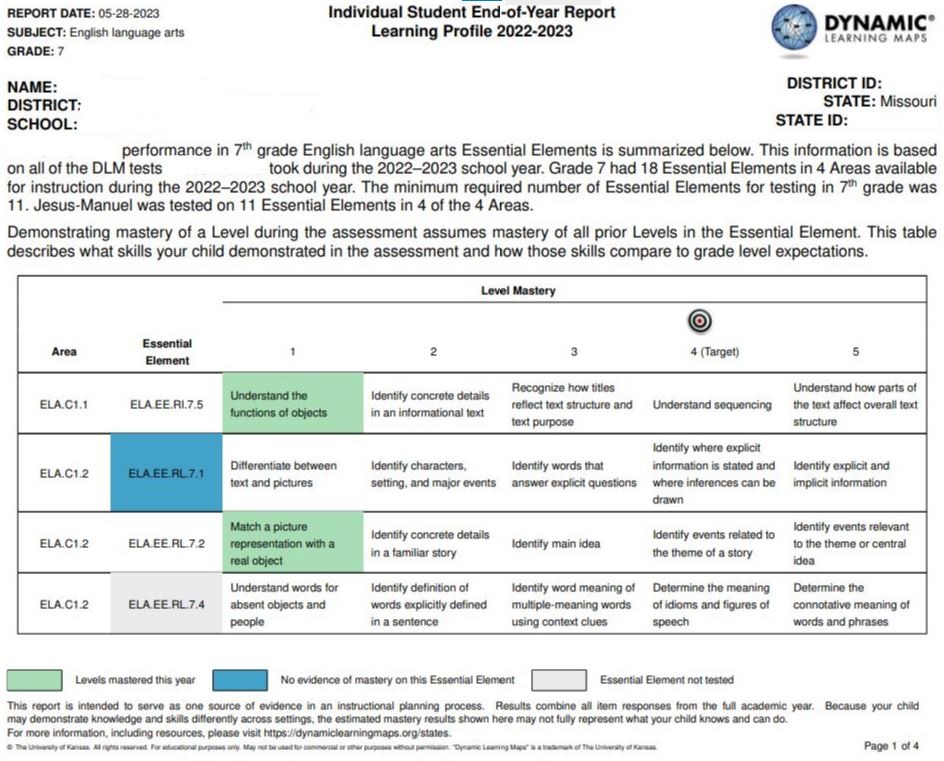 REPORT DATE: 05-28-2023
SUBJECT: English language arts
GRADE: 7
Individual Student End-of-Year Report
Learning Profile 2022-2023
DYNAMIC®
LEARNING MAPS
NAME:
DISTRICT:
SCHOOL:
DISTRICT ID:
STATE: Missouri
STATE ID:
performance in 7th grade English language arts Essential Elements is summarized below. This information is based
on all of the DLM tests took during the 2022–2023 school year. Grade 7 had 18 Essential Elements in 4 Areas available
for instruction during the 2022–2023 school year. The minimum required number of Essential Elements for testing in 7th grade was
11. Jesus-Manuel was tested on 11 Essential Elements in 4 of the 4 Areas.
Demonstrating mastery of a Level during the assessment assumes mastery of all prior Levels in the Essential Element. This table
describes what skills your child demonstrated in the assessment and how those skills compare to grade level expectations.
Level Mastery
Area
Essential
Element
1
2
3
4 (Target)
5
ELA.C1.1
ELA.EE.RI.7.5
Understand the
functions of objects
Identify concrete details
in an informational text
Recognize how titles
reflect text structure and
text purpose
Understand sequencing
Understand how parts of
the text affect overall text
structure
ELA.C1.2
ELA.EE.RL.7.1
Differentiate between
text and pictures
Identify characters,
setting, and major events
Identify words that
answer explicit questions
Identify where explicit
information is stated and
where inferences can be
drawn
Identify explicit and
implicit information
ELA.C1.2
ELA.EE.RL.7.2
Match a picture
representation with a
real object
Identify concrete details
in a familiar story
Identify main idea
Identify events related to
the theme of a story
Identify events relevant
to the theme or central
idea
ELA.C1.2
ELA.EE.RL.7.4
Understand words for
absent objects and
people
Identify definition of
words explicitly defined
in a sentence
Identify word meaning of
multiple-meaning words
using context clues
Determine the meaning
of idioms and figures of
speech
Determine the
connotative meaning of
words and phrases
Levels mastered this year
No evidence of mastery on this Essential Element
Essential Element not tested
This report is intended to serve as one source of evidence in an instructional planning process. Results combine all item responses from the full academic year. Because your child
may demonstrate knowledge and skills differently across settings, the estimated mastery results shown here may not fully represent what your child knows and can do.
For more information, including resources, please visit https://dynamiclearningmaps.org/states.
© The University of Kansas. All rights reserved. For educational purposes only. May not be used for commercial or other purposes without permission. "Dynamic Learning Maps" is a trademark of The University of Kansas.
Page 1 of 4